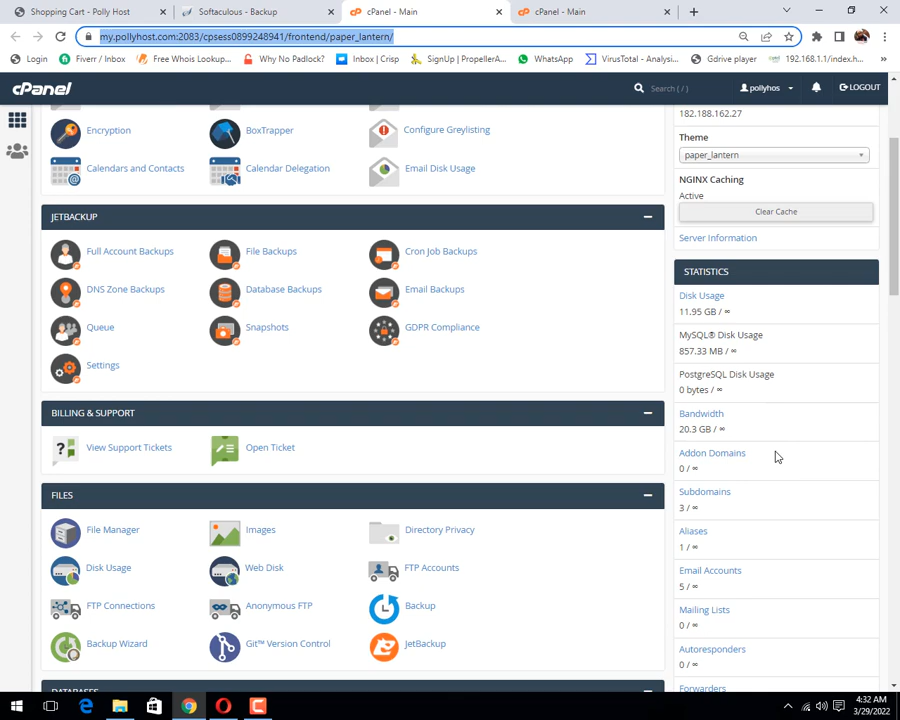 Shopping Cart - Polly Host
Softaculous - Backup
cPanel - Main
cPanel - Main
my.pollyhost.com:2083/cpsess0899248941/frontend/paper_lantern/
Login
Fiverr / Inbox
Free Whois Lookup...
Why No Padlock?
Inbox | Crisp
SignUp | PropellerA...
WhatsApp
VirusTotal - Analysi...
Gdrive player
192.168.1.1/index.h...
cPanel
Search ( / )
pollyhos
LOGOUT
Encryption
BoxTrapper
Configure Greylisting
Calendars and Contacts
Calendar Delegation
Email Disk Usage
JETBACKUP
Full Account Backups
File Backups
Cron Job Backups
DNS Zone Backups
Database Backups
Email Backups
Queue
Snapshots
GDPR Compliance
Settings
BILLING & SUPPORT
View Support Tickets
Open Ticket
FILES
File Manager
Images
Directory Privacy
Disk Usage
Web Disk
FTP Accounts
FTP Connections
Anonymous FTP
Backup
Backup Wizard
Git™ Version Control
JetBackup
DATABASES
182.188.162.27
Theme
paper_lantern
NGINX Caching
Active
Clear Cache
Server Information
STATISTICS
Disk Usage
11.95 GB / ∞
MySQL® Disk Usage
857.33 MB / ∞
PostgreSQL Disk Usage
0 bytes / ∞
Bandwidth
20.3 GB / ∞
Addon Domains
0 / ∞
Subdomains
3 / ∞
Aliases
1 / ∞
Email Accounts
5 / ∞
Mailing Lists
0 / ∞
Autoresponders
0 / ∞
Forwarders
4:32 AM
3/29/2022